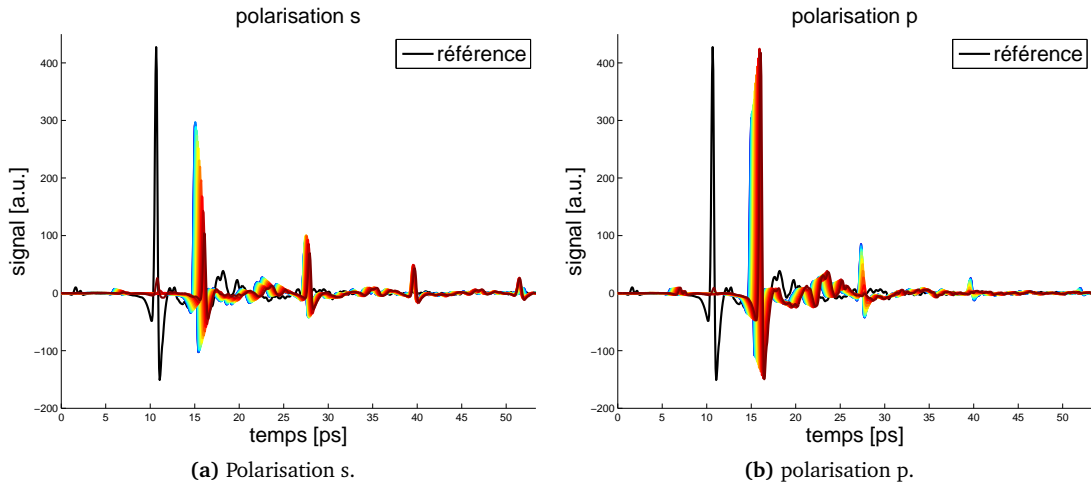 polarisation s
référence
signal [a.u.]
400
300
200
100
0
−100
−200
0 5 10 15 20 25 30 35 40 45 50
temps [ps]
(a) Polarisation s.
polarisation p
référence
signal [a.u.]
400
300
200
100
0
−100
−200
0 5 10 15 20 25 30 35 40 45 50
temps [ps]
(b) polarisation p.